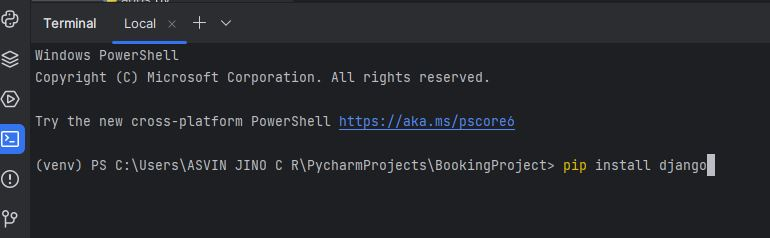 Terminal Local
Windows PowerShell
Copyright (C) Microsoft Corporation. All rights reserved.
Try the new cross-platform PowerShell https://aka.ms/pscore6
(venv) PS C:\Users\ASVIN JINO C R\PycharmProjects\BookingProject> pip install django